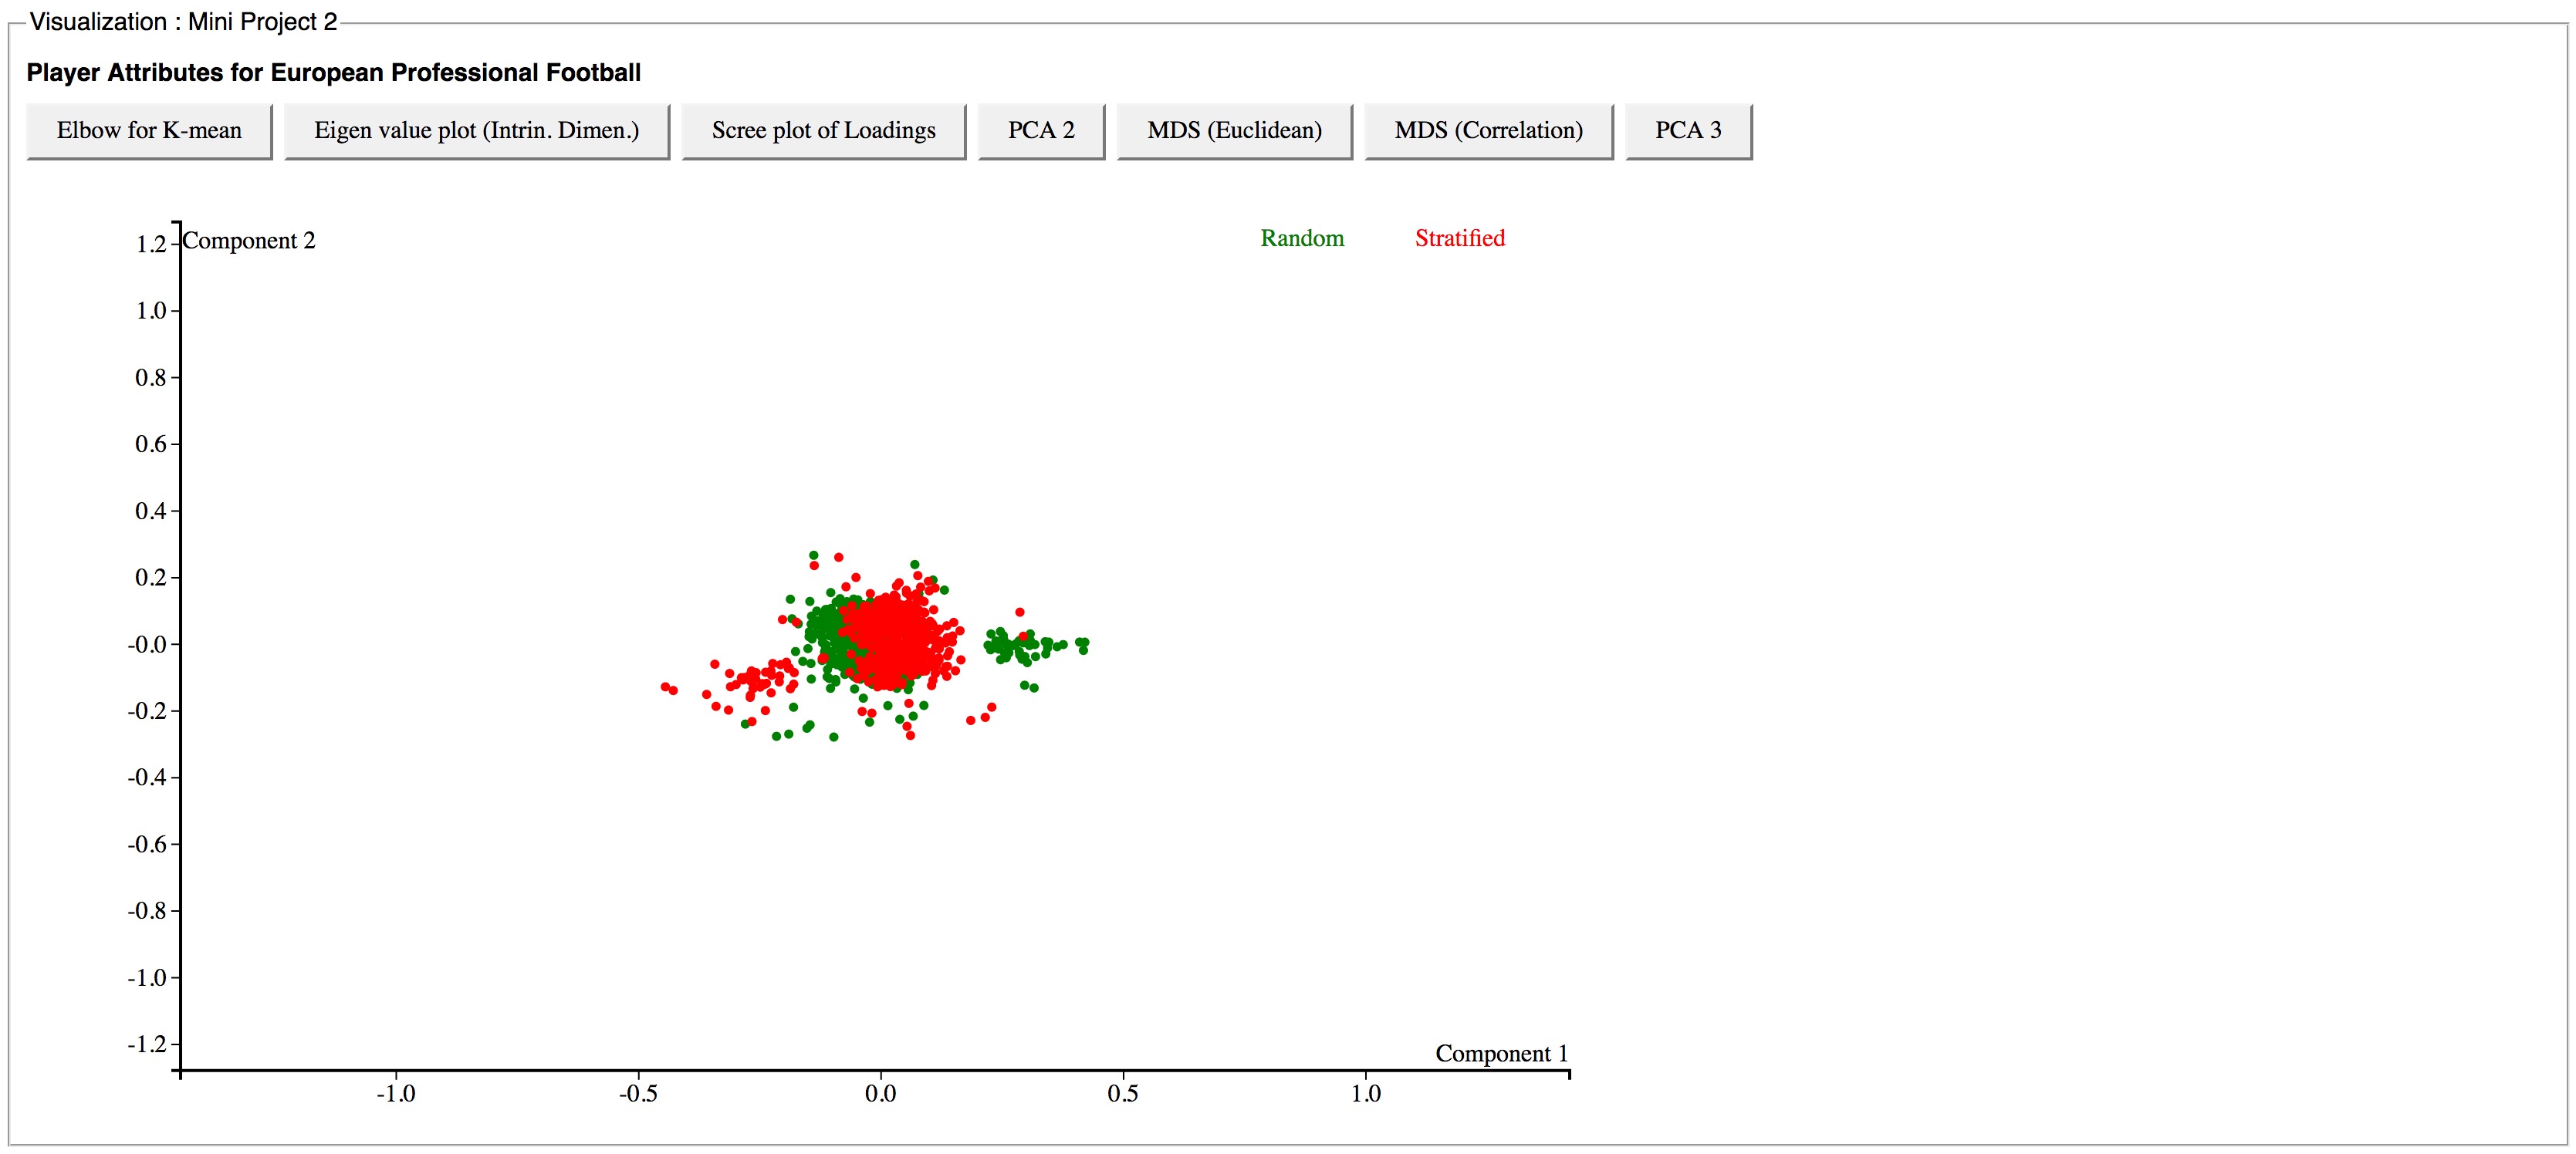 Visualization : Mini Project 2
Player Attributes for European Professional Football
Elbow for K-mean Eigen value plot (Intrin. Dimen.) Scree plot of Loadings PCA 2 MDS (Euclidean) MDS (Correlation) PCA 3
Component 2 Random Stratified
1.2
1.0
0.8
0.6
0.4
0.2
-0.0
-0.2
-0.4
-0.6
-0.8
-1.0
-1.2
Component 1
-1.0 -0.5 0.0 0.5 1.0